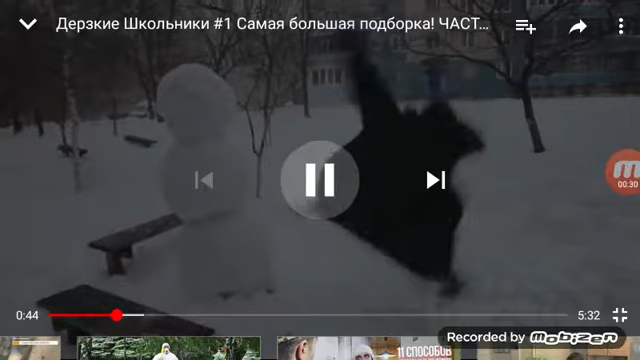 Дерзкие Школьники #1 Самая большая подборка! ЧАСТ...
00:30
0:44
5:32
Recorded by mobizen
11 СПОСОБОВ